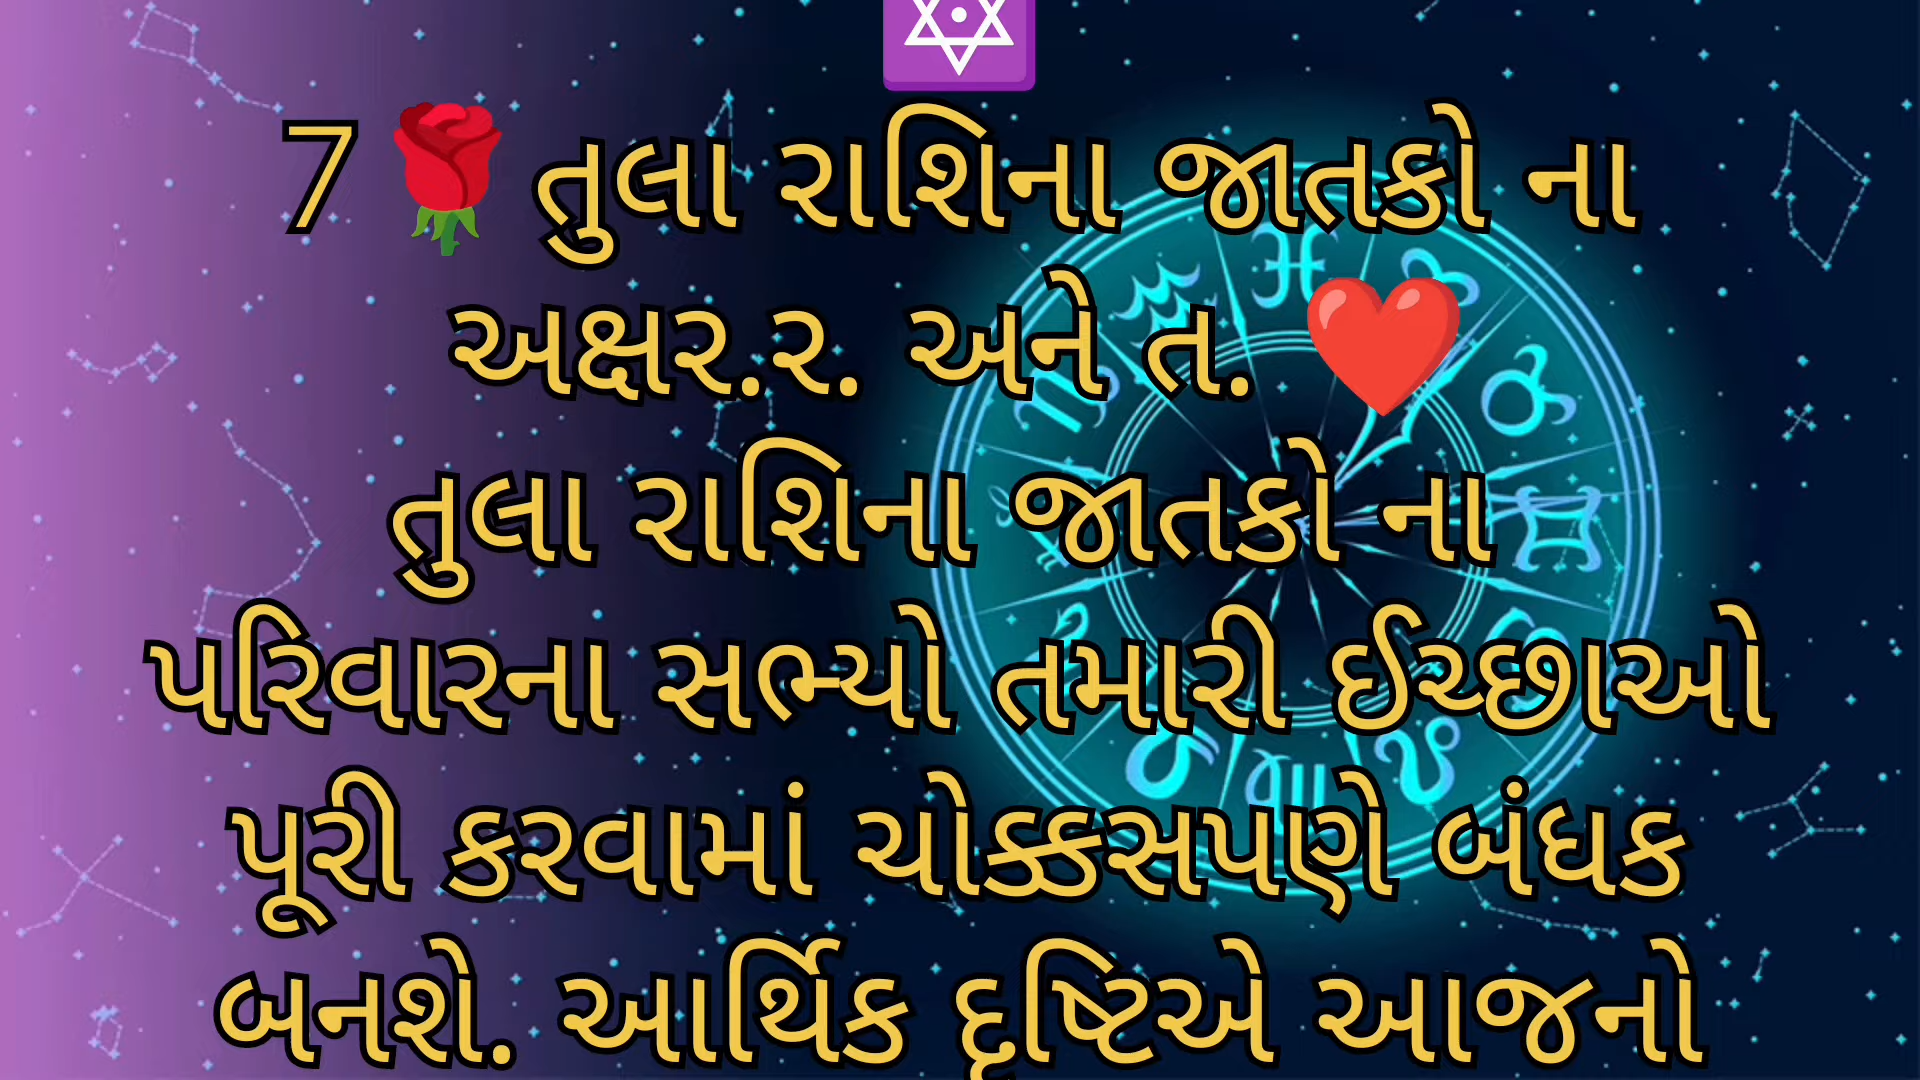 7🌹તુલા રાશિના જાતકો ના
અક્ષર.ર. અને ત. ❤️
તુલા રાશિના જાતકો ના
પરિવારના સભ્યો તમારી ઈચ્છાઓ
પૂરી કરવામાં ચોક્કસપણે બંધક
બનશે. આર્થિક દૃષ્ટિએ આજનો